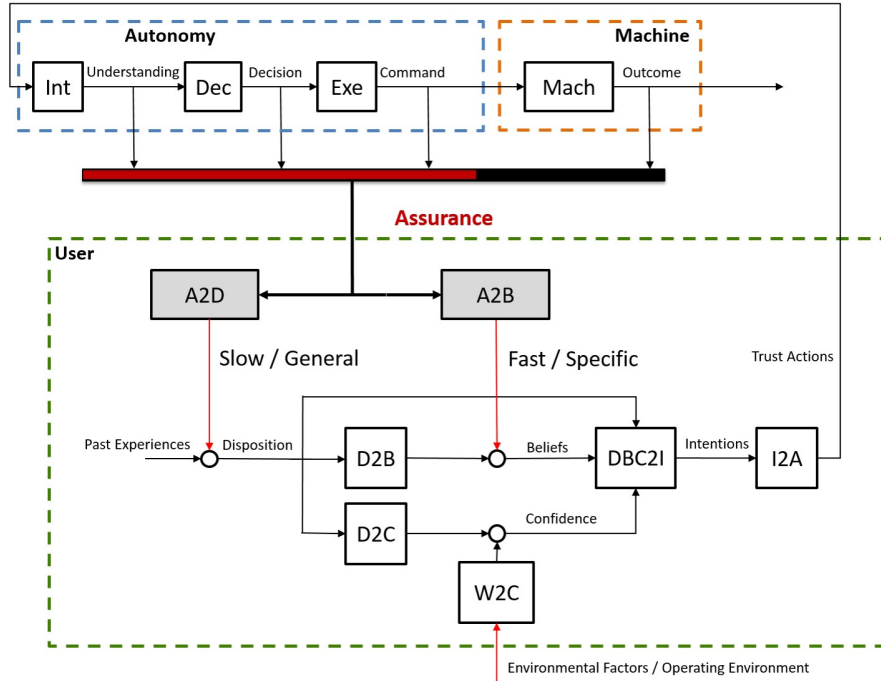 Autonomy
Machine
Int
Understanding
Dec
Decision
Exe
Command
Mach
Outcome
Assurance
User
A2D
A2B
Slow / General
Fast / Specific
Trust Actions
Past Experiences
Disposition
D2B
Beliefs
DBC2I
Intentions
I2A
D2C
Confidence
W2C
Environmental Factors / Operating Environment